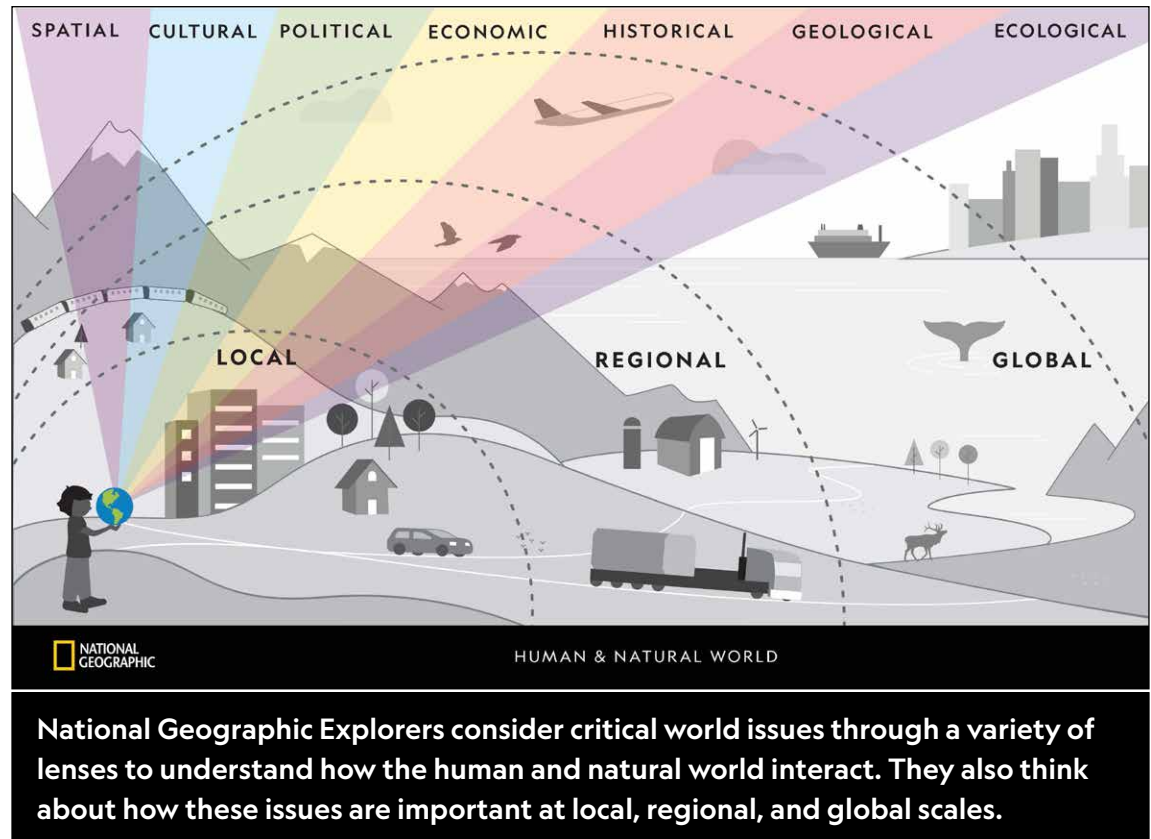 SPATIAL CULTURAL POLITICAL ECONOMIC HISTORICAL GEOLOGICAL ECOLOGICAL
LOCAL REGIONAL GLOBAL
NATIONAL
GEOGRAPHIC
HUMAN & NATURAL WORLD
National Geographic Explorers consider critical world issues through a variety of
lenses to understand how the human and natural world interact. They also think
about how these issues are important at local, regional, and global scales.